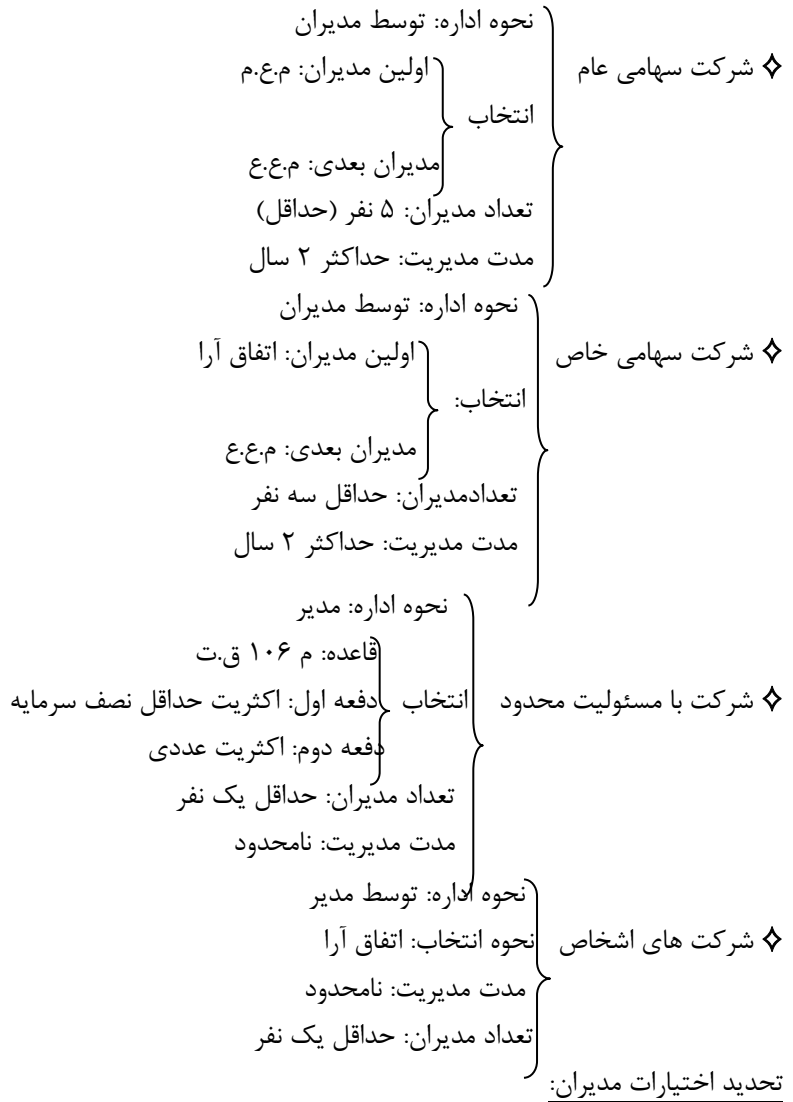 نحوه اداره: توسط مدیران
❖ شرکت سهامی عام
اولین مدیران: م.ع.م
انتخاب
مدیران بعدی: م.ع.ع
تعداد مدیران: ۵ نفر (حداقل)
مدت مدیریت: حداکثر ۲ سال
نحوه اداره: توسط مدیران
❖ شرکت سهامی خاص
اولین مدیران: اتفاق آرا
انتخاب:
مدیران بعدی: م.ع.ع
تعدادمدیران: حداقل سه نفر
مدت مدیریت: حداکثر ۲ سال
نحوه اداره: مدیر
قاعده: م ۱۰۶ ق.ت
❖ شرکت با مسئولیت محدود
انتخاب
دفعه اول: اکثریت حداقل نصف سرمایه
دفعه دوم: اکثریت عددی
تعداد مدیران: حداقل یک نفر
مدت مدیریت: نامحدود
نحوه اداره: توسط مدیر
❖ شرکت های اشخاص
نحوه انتخاب: اتفاق آرا
مدت مدیریت: نامحدود
تعداد مدیران: حداقل یک نفر
تحدید اختیارات مدیران: